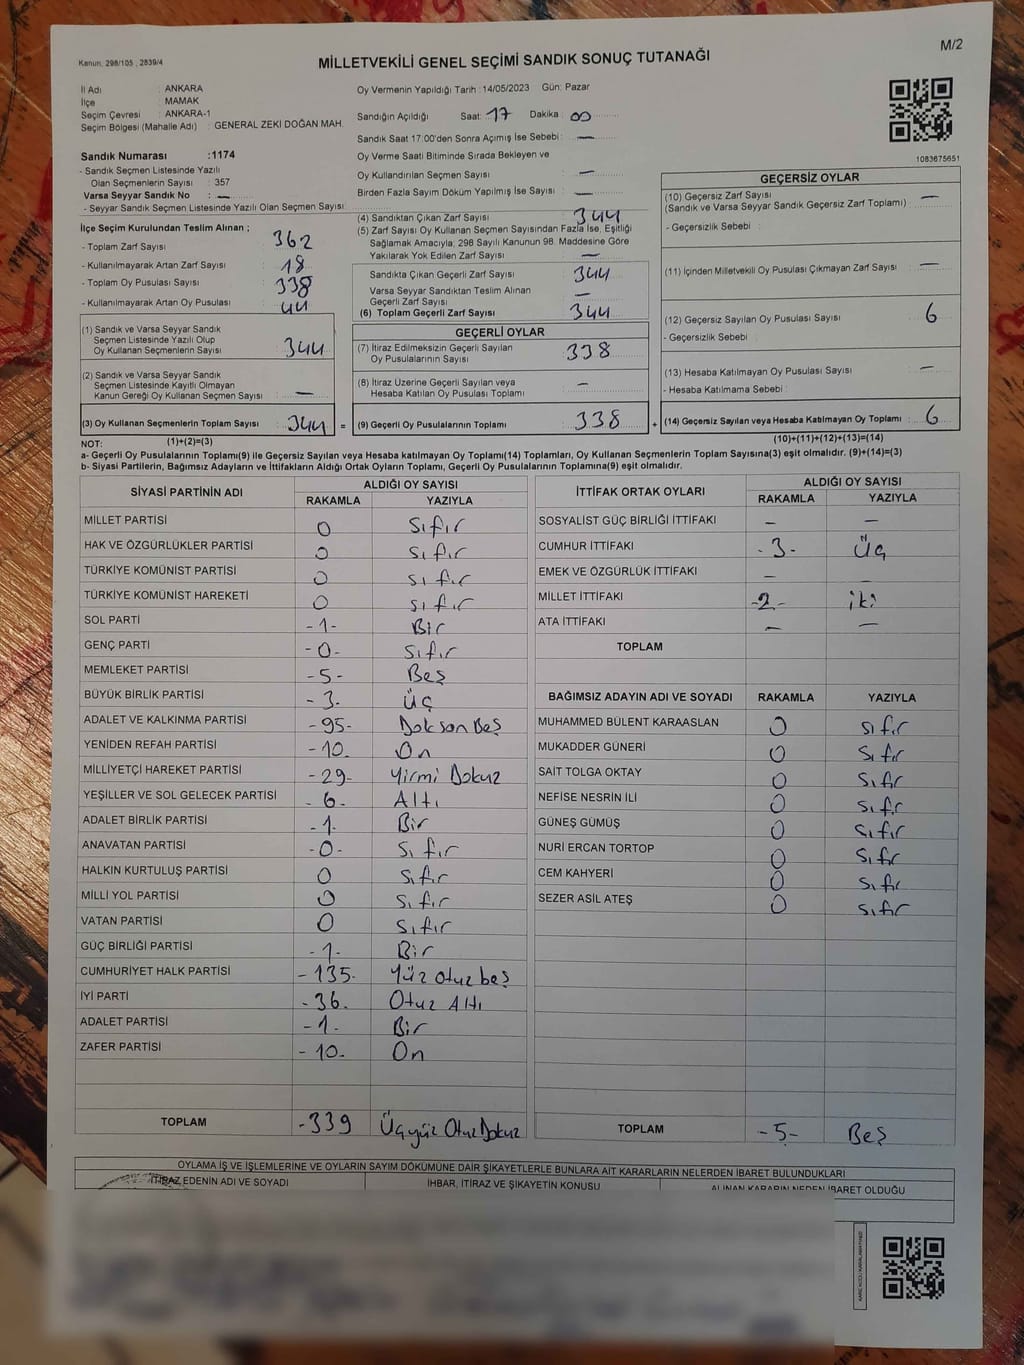 Kanun, 298/105 , 2839/4
MİLLETVEKİLİ GENEL SEÇİMİ SANDIK SONUÇ TUTANAĞI
M/2
İl Adı : ANKARA
İlçe : MAMAK
Seçim Çevresi : ANKARA-1
Seçim Bölgesi (Mahalle Adı) : GENERAL ZEKİ DOĞAN MAH.
Sandık Numarası :1174
- Sandık Seçmen Listesinde Yazılı
Olan Seçmenlerin Sayısı : 357
Varsa Seyyar Sandık No : —
- Seyyar Sandık Seçmen Listesinde Yazılı Olan Seçmen Sayısı:
İlçe Seçim Kurulundan Teslim Alınan ;
- Toplam Zarf Sayısı : 362
- Kullanılmayarak Artan Zarf Sayısı : 18
- Toplam Oy Pusulası Sayısı : 338
- Kullanılmayarak Artan Oy Pusulası : 44
(1) Sandık ve Varsa Seyyar Sandık
Seçmen Listesinde Yazılı Olup
Oy Kullanan Seçmenlerin Sayısı : 344
(2) Sandık ve Varsa Seyyar Sandık
Seçmen Listesinde Kayıtlı Olmayan
Kanun Gereği Oy Kullanan Seçmen Sayısı : —
(3) Oy Kullanan Seçmenlerin Toplam Sayısı : 344 =
(1)+(2)=(3)
Oy Vermenin Yapıldığı Tarih :14/05/2023 Gün: Pazar
Sandığın Açıldığı Saat: 17 Dakika : 00
Sandık Saat 17:00'den Sonra Açımış İse Sebebi : —
Oy Verme Saati Bitiminde Sırada Bekleyen ve
Oy Kullandırılan Seçmen Sayısı : —
Birden Fazla Sayım Döküm Yapılmış İse Sayısı : —
(4) Sandıktan Çıkan Zarf Sayısı : 344
(5) Zarf Sayısı Oy Kullanan Seçmen Sayısından Fazla İse, Eşitliği
Sağlamak Amacıyla; 298 Sayılı Kanunun 98. Maddesine Göre
Yakılarak Yok Edilen Zarf Sayısı : —
Sandıkta Çıkan Geçerli Zarf Sayısı : 344
Varsa Seyyar Sandıktan Teslim Alınan
Geçerli Zarf Sayısı : —
(6) Toplam Geçerli Zarf Sayısı : 344
GEÇERLİ OYLAR
(7) İtiraz Edilmeksizin Geçerli Sayılan
Oy Pusulalarının Sayısı : 338
(8) İtiraz Üzerine Geçerli Sayılan veya
Hesaba Katılan Oy Pusulası Toplamı : —
(9) Geçerli Oy Pusulalarının Toplamı : 338 +
1083675651
GEÇERSİZ OYLAR
(10) Geçersiz Zarf Sayısı : —
(Sandık ve Varsa Seyyar Sandık Geçersiz Zarf Toplamı)
- Geçersizlik Sebebi :
(11) İçinden Milletvekili Oy Pusulası Çıkmayan Zarf Sayısı : —
(12) Geçersiz Sayılan Oy Pusulası Sayısı : 6
- Geçersizlik Sebebi :
(13) Hesaba Katılmayan Oy Pusulası Sayısı : —
- Hesaba Katılmama Sebebi :
(14) Geçersiz Sayılan veya Hesaba Katılmayan Oy Toplamı : 6
(10)+(11)+(12)+(13)=(14)
NOT:
a- Geçerli Oy Pusulalarının Toplamı(9) ile Geçersiz Sayılan veya Hesaba katılmayan Oy Toplamı(14) Toplamları, Oy Kullanan Seçmenlerin Toplam Sayısına(3) eşit olmalıdır. (9)+(14)=(3)
b- Siyasi Partilerin, Bağımsız Adayların ve İttifakların Aldığı Ortak Oyların Toplamı, Geçerli Oy Pusulalarının Toplamına(9) eşit olmalıdır.
SİYASİ PARTİNİN ADI ALDIĞI OY SAYISI
RAKAMLA YAZIYLA
MİLLET PARTİSİ 0 Sıfır
HAK VE ÖZGÜRLÜKLER PARTİSİ 0 Sıfır
TÜRKİYE KOMÜNİST PARTİSİ 0 Sıfır
TÜRKİYE KOMÜNİST HAREKETİ 0 sıfır
SOL PARTİ -1- Bir
GENÇ PARTİ -0- Sıfır
MEMLEKET PARTİSİ -5- Beş
BÜYÜK BİRLİK PARTİSİ -3- Üç
ADALET VE KALKINMA PARTİSİ -95- Doksan Beş
YENİDEN REFAH PARTİSİ -10- On
MİLLİYETÇİ HAREKET PARTİSİ -29- Yirmi Dokuz
YEŞİLLER VE SOL GELECEK PARTİSİ -6- Altı
ADALET BİRLİK PARTİSİ -1- Bir
ANAVATAN PARTİSİ -0- Sıfır
HALKIN KURTULUŞ PARTİSİ 0 Sıfır
MİLLİ YOL PARTİSİ 0 Sıfır
VATAN PARTİSİ 0 Sıfır
GÜÇ BİRLİĞİ PARTİSİ -1- Bir
CUMHURİYET HALK PARTİSİ -135- Yüz Otuz beş
İYİ PARTİ -36- Otuz Altı
ADALET PARTİSİ -1- Bir
ZAFER PARTİSİ -10- On
TOPLAM -339 Üçyüz Otuz Dokuz
İTTİFAK ORTAK OYLARI ALDIĞI OY SAYISI
RAKAMLA YAZIYLA
SOSYALİST GÜÇ BİRLİĞİ İTTİFAKI — —
CUMHUR İTTİFAKI -3- Üç
EMEK VE ÖZGÜRLÜK İTTİFAKI — —
MİLLET İTTİFAKI -2- iki
ATA İTTİFAKI — —
TOPLAM
BAĞIMSIZ ADAYIN ADI VE SOYADI RAKAMLA YAZIYLA
MUHAMMED BÜLENT KARAASLAN 0 sıfır
MUKADDER GÜNERİ 0 Sıfır
SAİT TOLGA OKTAY 0 Sıfır
NEFİSE NESRİN İLİ 0 Sıfır
GÜNEŞ GÜMÜŞ 0 Sıfır
NURİ ERCAN TORTOP 0 Sıfır
CEM KAHYERİ 0 Sıfır
SEZER ASİL ATEŞ 0 sıfır
TOPLAM -5- Beş
OYLAMA İŞ VE İŞLEMLERİNE VE OYLARIN SAYIM DÖKÜMÜNE DAİR ŞİKAYETLERLE BUNLARA AİT KARARLARIN NELERDEN İBARET BULUNDUKLARI
İTİRAZ EDENİN ADI VE SOYADI İHBAR, İTİRAZ VE ŞİKAYETİN KONUSU ALINAN KARARIN NEDEN İBARET OLDUĞU